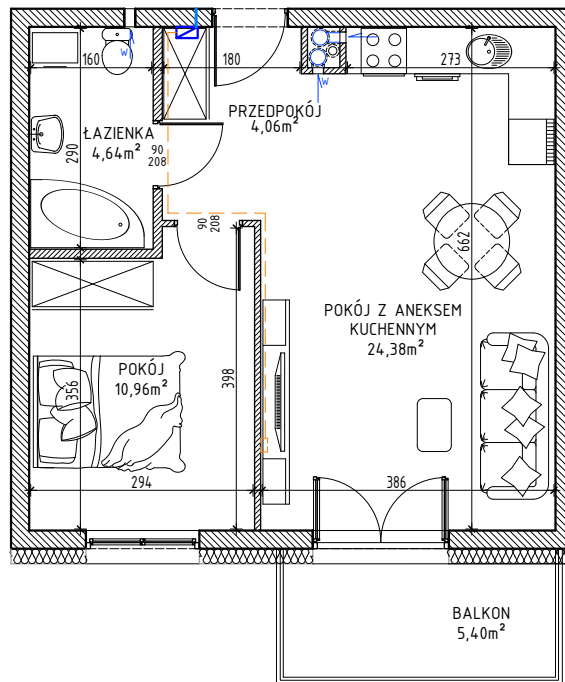 160
180
273
W
W
PRZEDPOKÓJ
4,06m²
ŁAZIENKA
4,64m²
290
90
208
90
208
662
POKÓJ Z ANEKSEM
KUCHENNYM
24,38m²
POKÓJ
10,96m²
356
398
294
386
BALKON
5,40m²